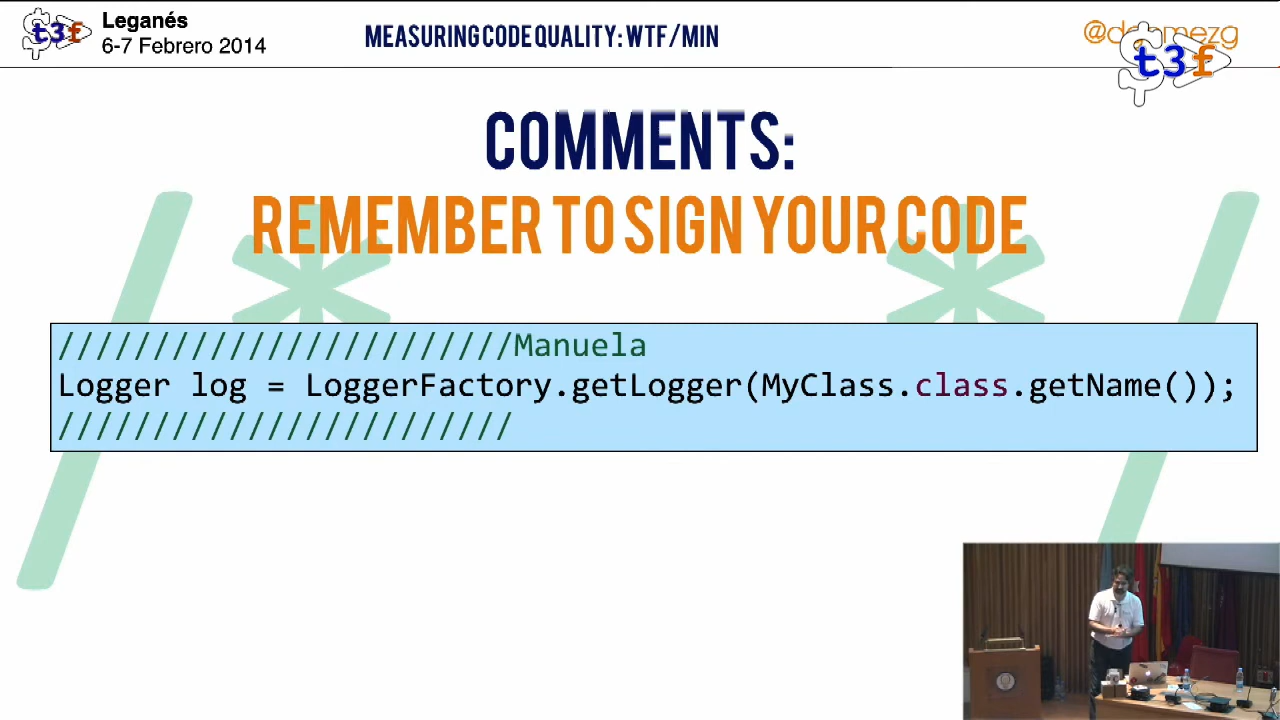 t3f
Leganés
6-7 Febrero 2014
MEASURING CODE QUALITY: WTF/MIN
t3f
COMMENTS:
REMEMBER TO SIGN YOUR CODE
/* */
////////////////////////Manuela
Logger log = LoggerFactory.getLogger(MyClass.class.getName());
////////////////////////